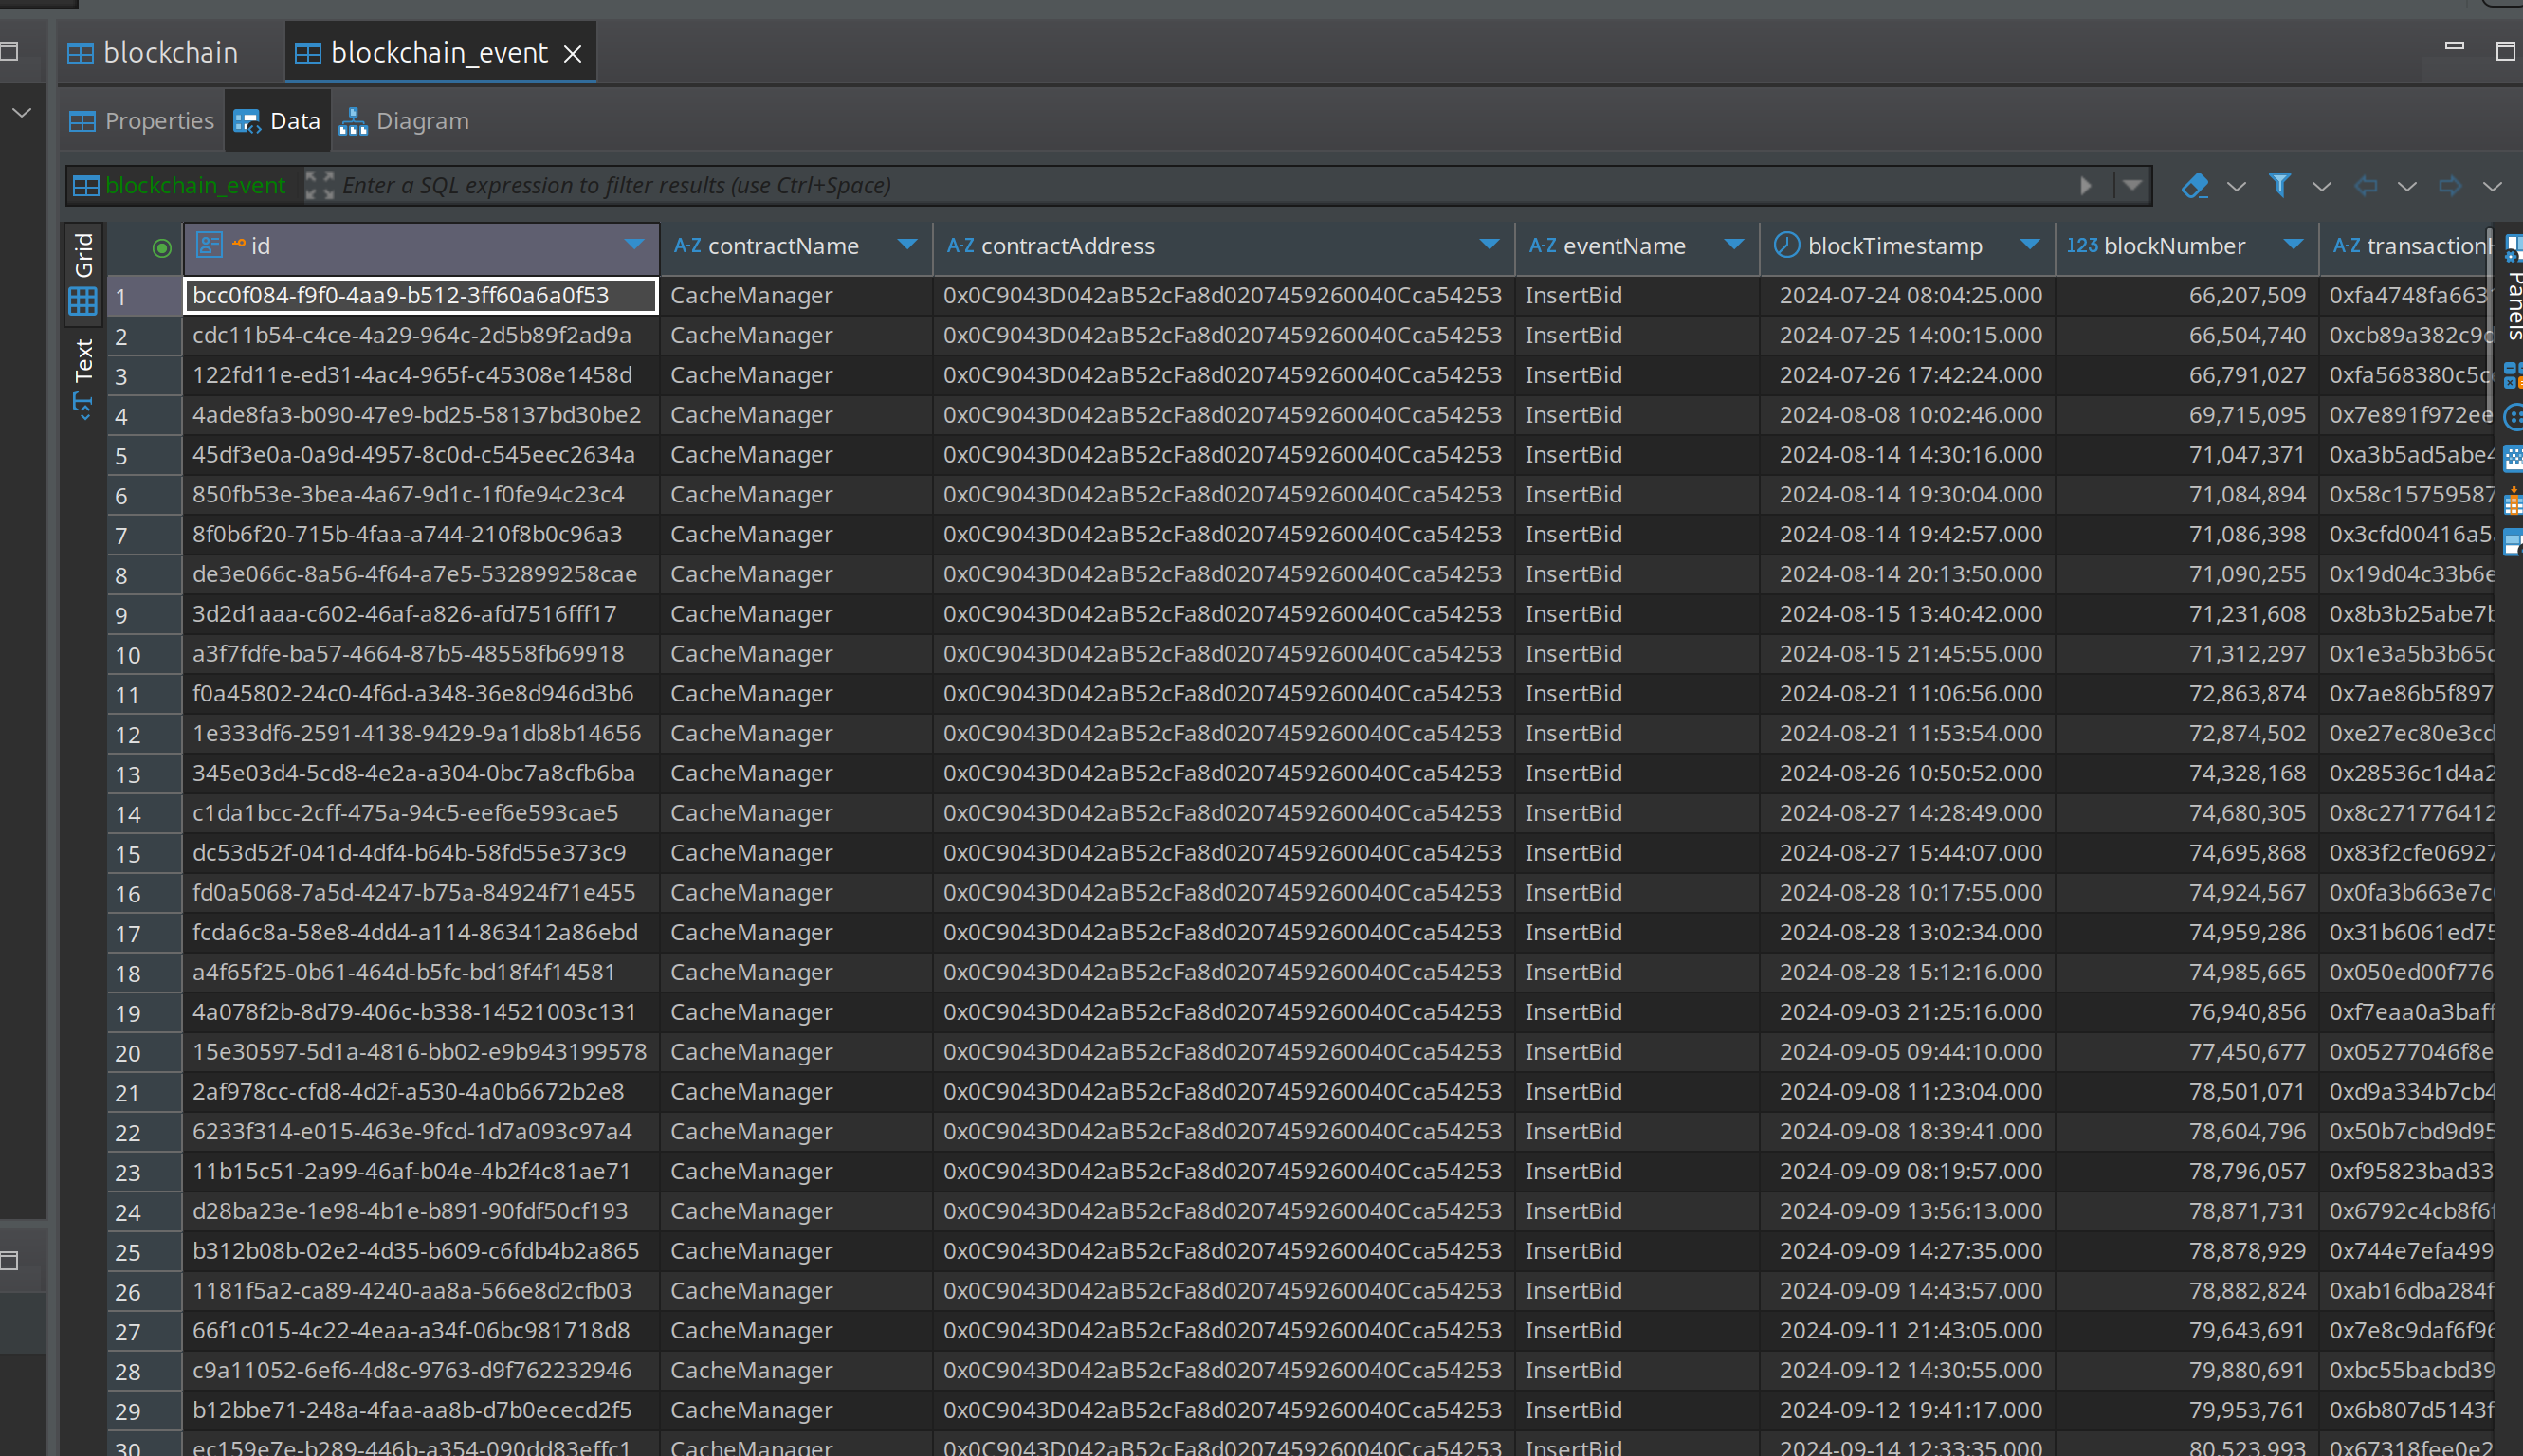 blockchain blockchain_event
Properties Data Diagram
blockchain_event Enter a SQL expression to filter results (use Ctrl+Space)
Grid
Text
Panels
id A-Z contractName A-Z contractAddress A-Z eventName blockTimestamp 123 blockNumber A-Z transactionH
1 bcc0f084-f9f0-4aa9-b512-3ff60a6a0f53 CacheManager 0x0C9043D042aB52cFa8d0207459260040Cca54253 InsertBid 2024-07-24 08:04:25.000 66,207,509 0xfa4748fa663
2 cdc11b54-c4ce-4a29-964c-2d5b89f2ad9a CacheManager 0x0C9043D042aB52cFa8d0207459260040Cca54253 InsertBid 2024-07-25 14:00:15.000 66,504,740 0xcb89a382c9d
3 122fd11e-ed31-4ac4-965f-c45308e1458d CacheManager 0x0C9043D042aB52cFa8d0207459260040Cca54253 InsertBid 2024-07-26 17:42:24.000 66,791,027 0xfa568380c5c
4 4ade8fa3-b090-47e9-bd25-58137bd30be2 CacheManager 0x0C9043D042aB52cFa8d0207459260040Cca54253 InsertBid 2024-08-08 10:02:46.000 69,715,095 0x7e891f972ee
5 45df3e0a-0a9d-4957-8c0d-c545eec2634a CacheManager 0x0C9043D042aB52cFa8d0207459260040Cca54253 InsertBid 2024-08-14 14:30:16.000 71,047,371 0xa3b5ad5abe4
6 850fb53e-3bea-4a67-9d1c-1f0fe94c23c4 CacheManager 0x0C9043D042aB52cFa8d0207459260040Cca54253 InsertBid 2024-08-14 19:30:04.000 71,084,894 0x58c15759587
7 8f0b6f20-715b-4faa-a744-210f8b0c96a3 CacheManager 0x0C9043D042aB52cFa8d0207459260040Cca54253 InsertBid 2024-08-14 19:42:57.000 71,086,398 0x3cfd00416a5
8 de3e066c-8a56-4f64-a7e5-532899258cae CacheManager 0x0C9043D042aB52cFa8d0207459260040Cca54253 InsertBid 2024-08-14 20:13:50.000 71,090,255 0x19d04c33b6e
9 3d2d1aaa-c602-46af-a826-afd7516fff17 CacheManager 0x0C9043D042aB52cFa8d0207459260040Cca54253 InsertBid 2024-08-15 13:40:42.000 71,231,608 0x8b3b25abe7b
10 a3f7fdfe-ba57-4664-87b5-48558fb69918 CacheManager 0x0C9043D042aB52cFa8d0207459260040Cca54253 InsertBid 2024-08-15 21:45:55.000 71,312,297 0x1e3a5b3b65c
11 f0a45802-24c0-4f6d-a348-36e8d946d3b6 CacheManager 0x0C9043D042aB52cFa8d0207459260040Cca54253 InsertBid 2024-08-21 11:06:56.000 72,863,874 0x7ae86b5f897
12 1e333df6-2591-4138-9429-9a1db8b14656 CacheManager 0x0C9043D042aB52cFa8d0207459260040Cca54253 InsertBid 2024-08-21 11:53:54.000 72,874,502 0xe27ec80e3cd
13 345e03d4-5cd8-4e2a-a304-0bc7a8cfb6ba CacheManager 0x0C9043D042aB52cFa8d0207459260040Cca54253 InsertBid 2024-08-26 10:50:52.000 74,328,168 0x28536c1d4a2
14 c1da1bcc-2cff-475a-94c5-eef6e593cae5 CacheManager 0x0C9043D042aB52cFa8d0207459260040Cca54253 InsertBid 2024-08-27 14:28:49.000 74,680,305 0x8c271776412
15 dc53d52f-041d-4df4-b64b-58fd55e373c9 CacheManager 0x0C9043D042aB52cFa8d0207459260040Cca54253 InsertBid 2024-08-27 15:44:07.000 74,695,868 0x83f2cfe06927
16 fd0a5068-7a5d-4247-b75a-84924f71e455 CacheManager 0x0C9043D042aB52cFa8d0207459260040Cca54253 InsertBid 2024-08-28 10:17:55.000 74,924,567 0x0fa3b663e7c
17 fcda6c8a-58e8-4dd4-a114-863412a86ebd CacheManager 0x0C9043D042aB52cFa8d0207459260040Cca54253 InsertBid 2024-08-28 13:02:34.000 74,959,286 0x31b6061ed75
18 a4f65f25-0b61-464d-b5fc-bd18f4f14581 CacheManager 0x0C9043D042aB52cFa8d0207459260040Cca54253 InsertBid 2024-08-28 15:12:16.000 74,985,665 0x050ed00f776
19 4a078f2b-8d79-406c-b338-14521003c131 CacheManager 0x0C9043D042aB52cFa8d0207459260040Cca54253 InsertBid 2024-09-03 21:25:16.000 76,940,856 0xf7eaa0a3baff
20 15e30597-5d1a-4816-bb02-e9b943199578 CacheManager 0x0C9043D042aB52cFa8d0207459260040Cca54253 InsertBid 2024-09-05 09:44:10.000 77,450,677 0x05277046f8e
21 2af978cc-cfd8-4d2f-a530-4a0b6672b2e8 CacheManager 0x0C9043D042aB52cFa8d0207459260040Cca54253 InsertBid 2024-09-08 11:23:04.000 78,501,071 0xd9a334b7cb4
22 6233f314-e015-463e-9fcd-1d7a093c97a4 CacheManager 0x0C9043D042aB52cFa8d0207459260040Cca54253 InsertBid 2024-09-08 18:39:41.000 78,604,796 0x50b7cbd9d95
23 11b15c51-2a99-46af-b04e-4b2f4c81ae71 CacheManager 0x0C9043D042aB52cFa8d0207459260040Cca54253 InsertBid 2024-09-09 08:19:57.000 78,796,057 0xf95823bad33
24 d28ba23e-1e98-4b1e-b891-90fdf50cf193 CacheManager 0x0C9043D042aB52cFa8d0207459260040Cca54253 InsertBid 2024-09-09 13:56:13.000 78,871,731 0x6792c4cb8f6f
25 b312b08b-02e2-4d35-b609-c6fdb4b2a865 CacheManager 0x0C9043D042aB52cFa8d0207459260040Cca54253 InsertBid 2024-09-09 14:27:35.000 78,878,929 0x744e7efa499
26 1181f5a2-ca89-4240-aa8a-566e8d2cfb03 CacheManager 0x0C9043D042aB52cFa8d0207459260040Cca54253 InsertBid 2024-09-09 14:43:57.000 78,882,824 0xab16dba284f
27 66f1c015-4c22-4eaa-a34f-06bc981718d8 CacheManager 0x0C9043D042aB52cFa8d0207459260040Cca54253 InsertBid 2024-09-11 21:43:05.000 79,643,691 0x7e8c9daf6f96
28 c9a11052-6ef6-4d8c-9763-d9f762232946 CacheManager 0x0C9043D042aB52cFa8d0207459260040Cca54253 InsertBid 2024-09-12 14:30:55.000 79,880,691 0xbc55bacbd39
29 b12bbe71-248a-4faa-aa8b-d7b0ececd2f5 CacheManager 0x0C9043D042aB52cFa8d0207459260040Cca54253 InsertBid 2024-09-12 19:41:17.000 79,953,761 0x6b807d5143f
30 ec159e7e-b289-446b-a354-090dd83effc1 CacheManager 0x0C9043D042aB52cFa8d0207459260040Cca54253 InsertBid 2024-09-14 12:33:35.000 80,523,993 0x67318fee0e2